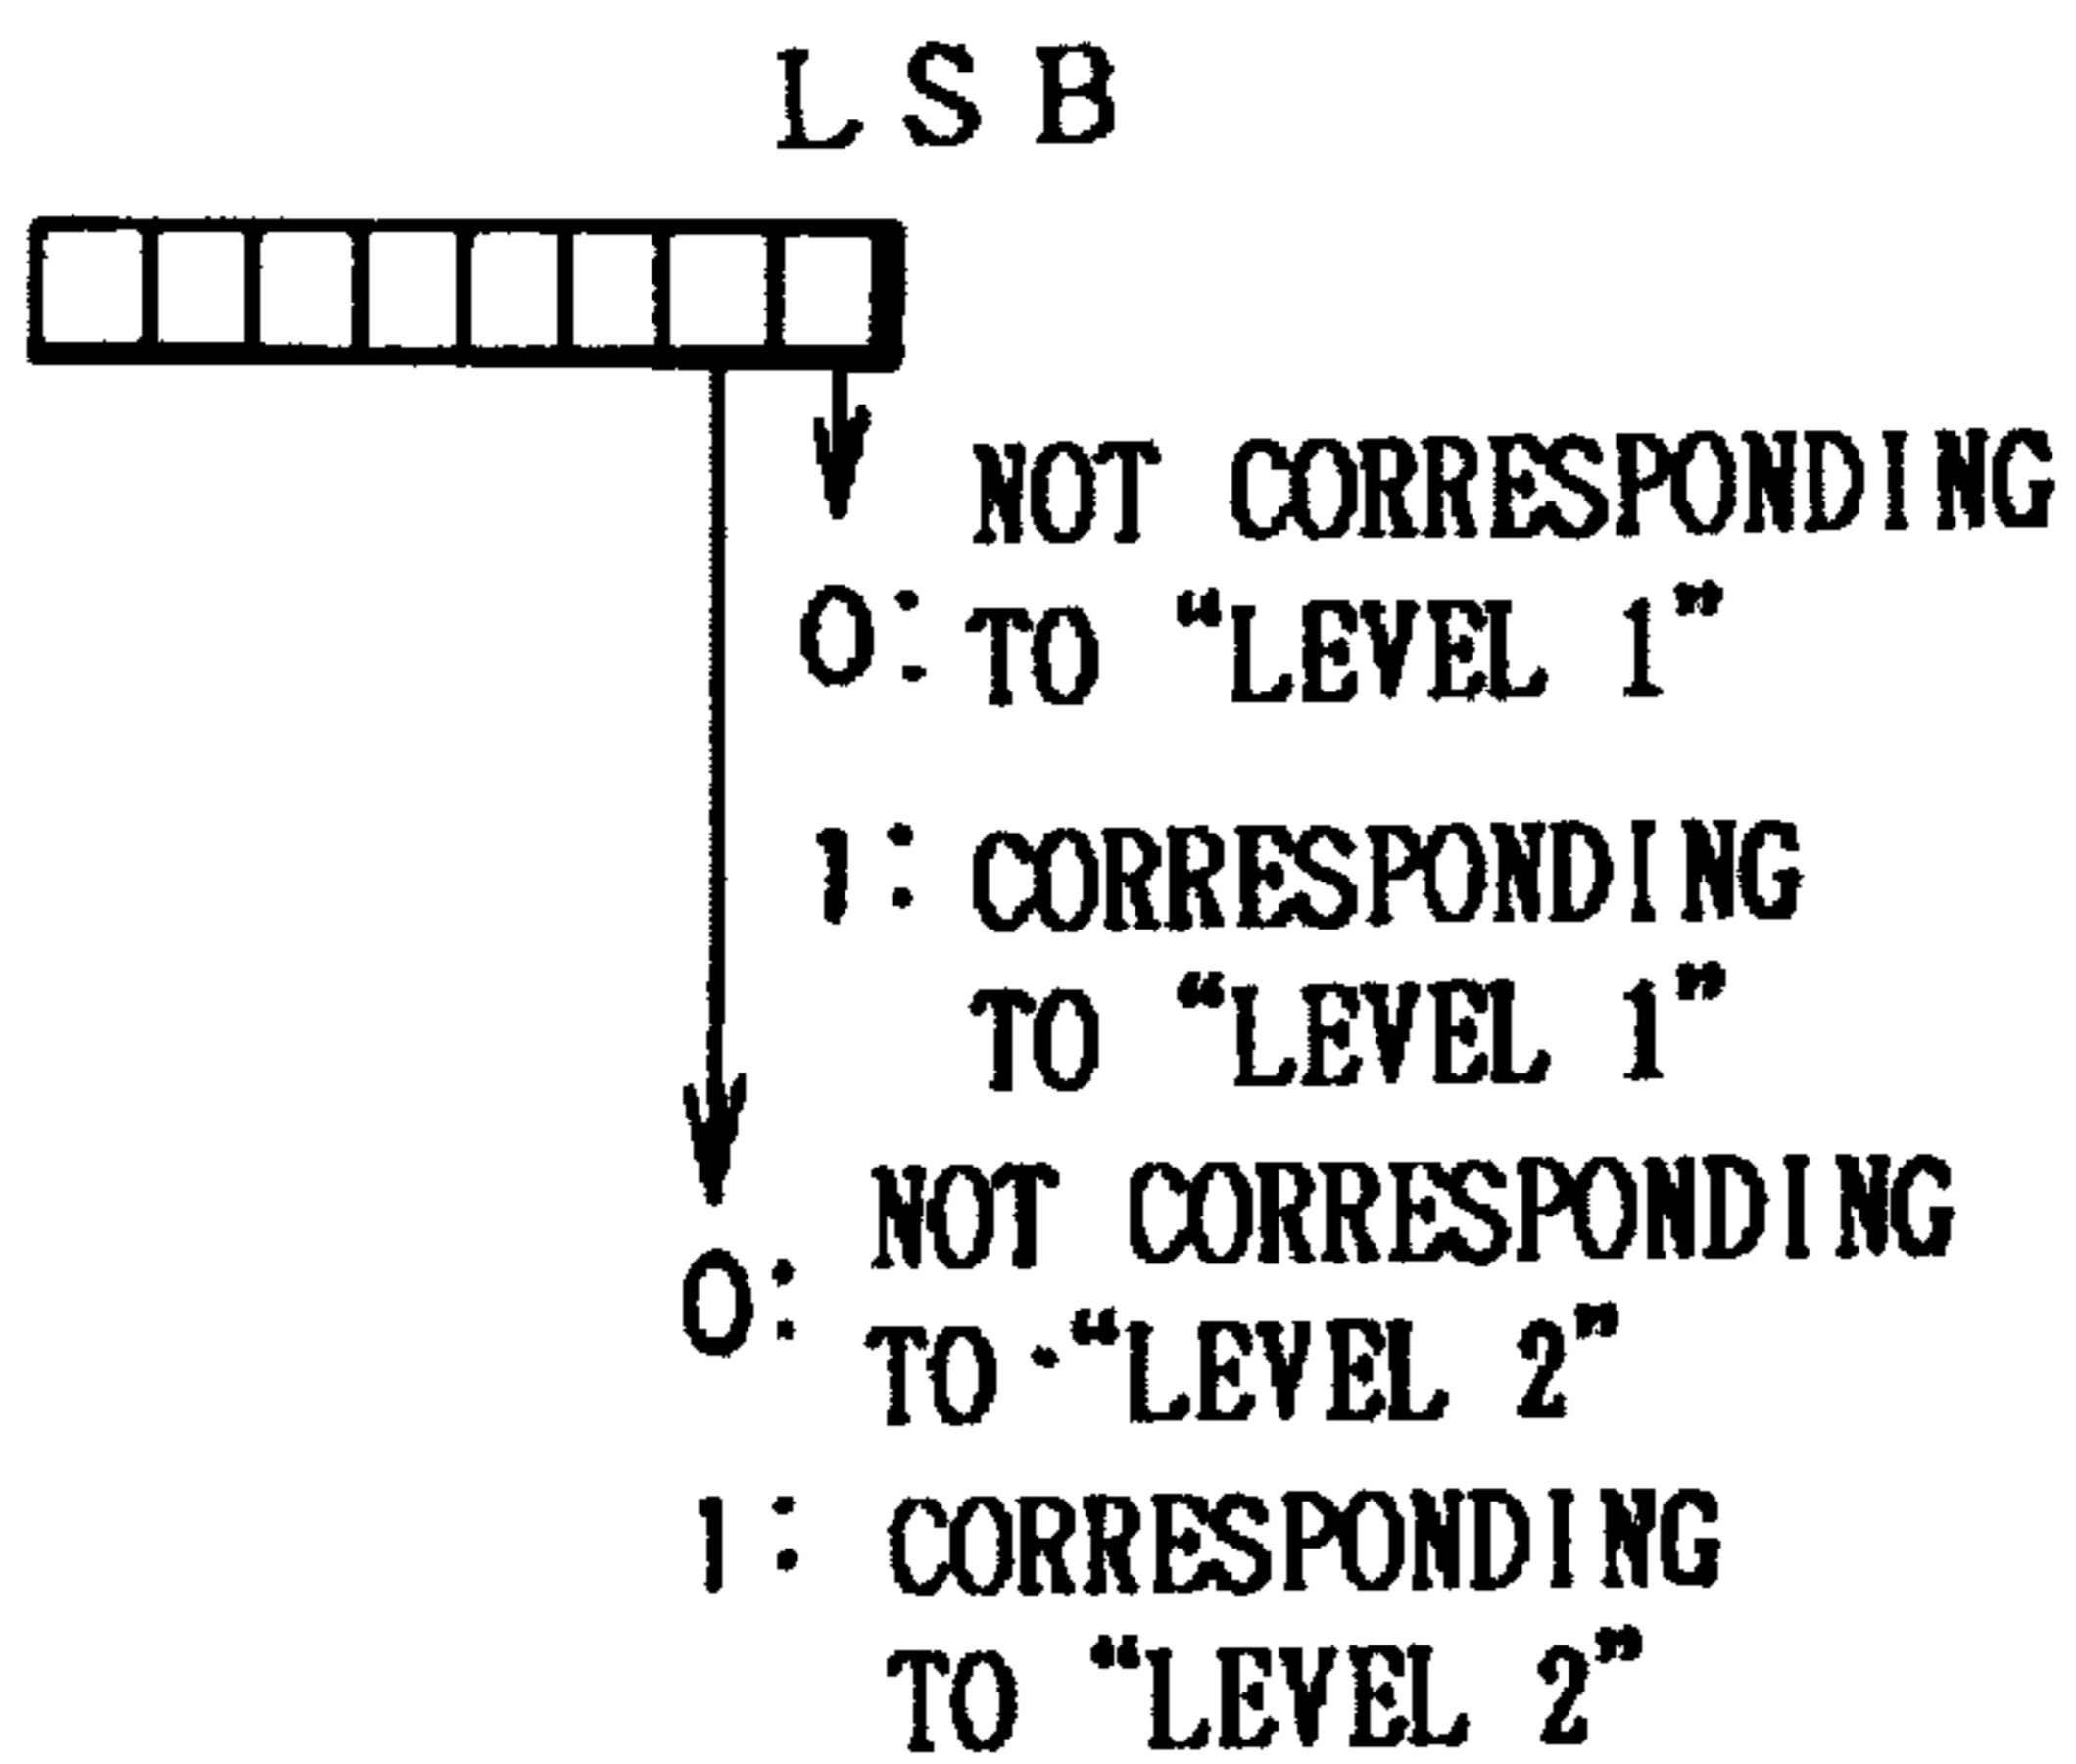 LSB
NOT CORRESPONDING
0: TO “LEVEL 1”
1: CORRESPONDING
TO “LEVEL 1”
NOT CORRESPONDING
0:
TO “LEVEL 2”
1: CORRESPONDING
TO “LEVEL 2”